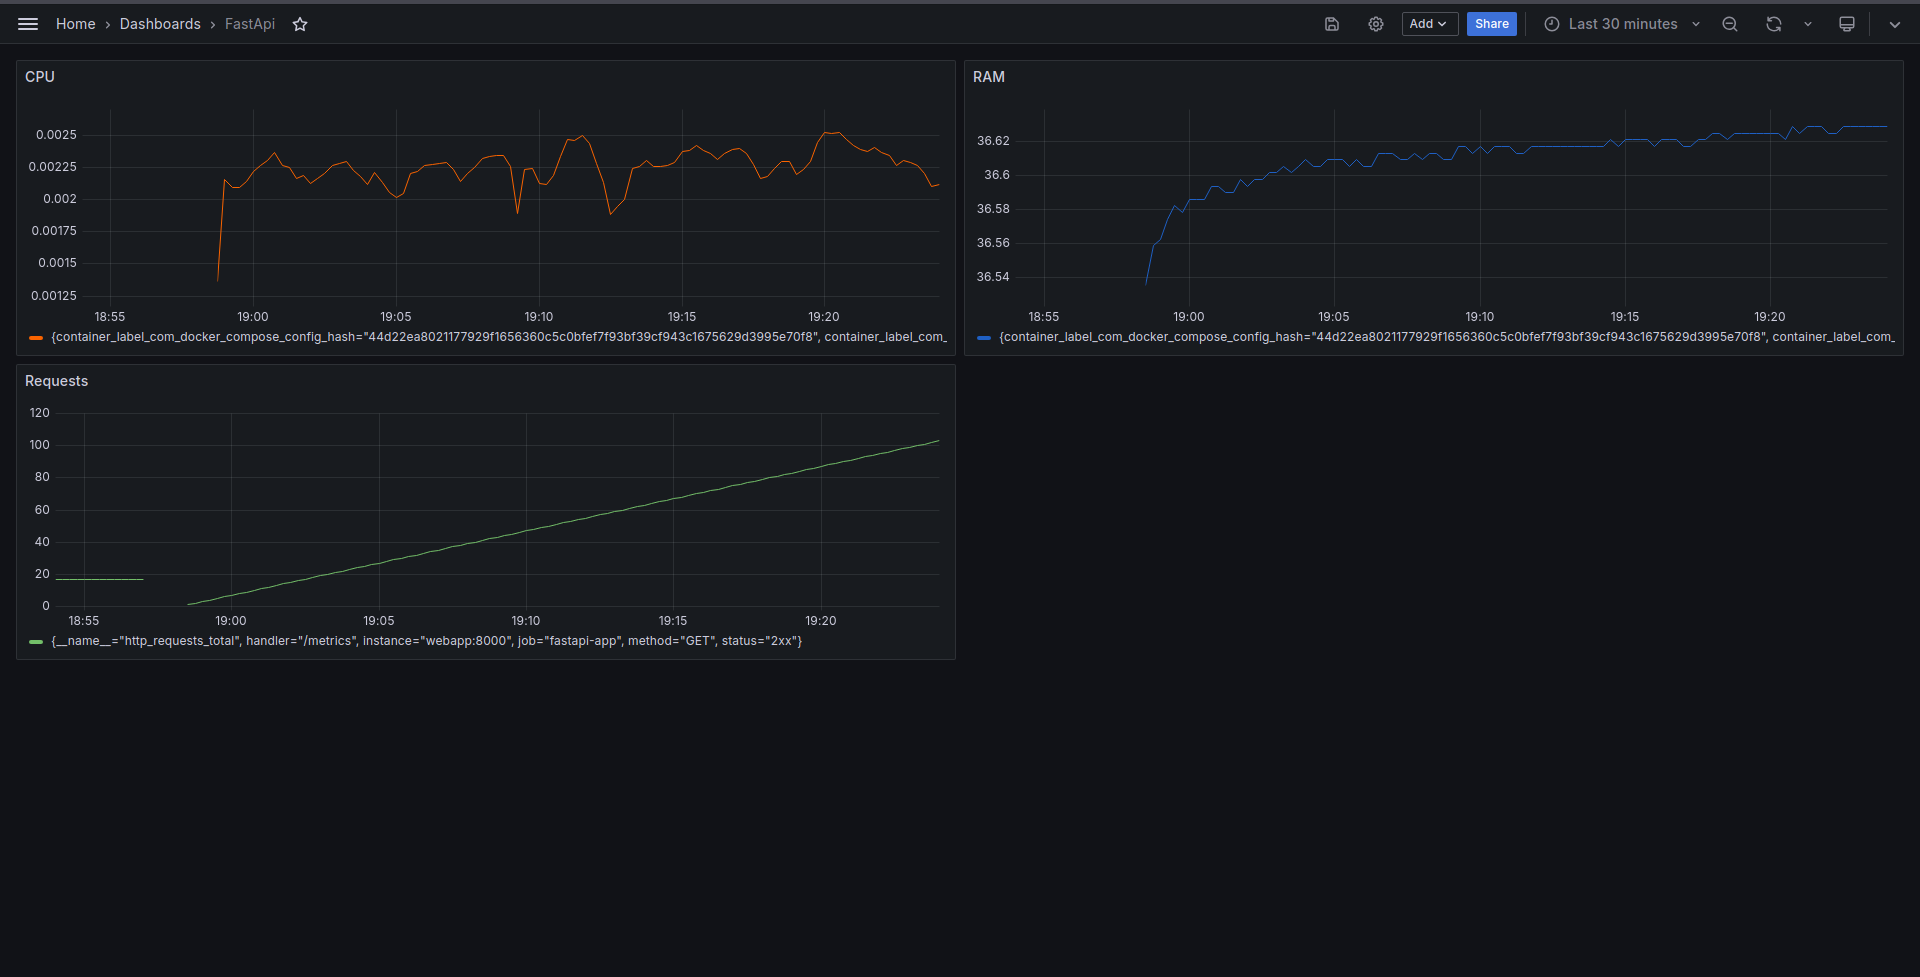 Home › Dashboards › FastApi
Add
Share
Last 30 minutes
CPU
0.0025
0.00225
0.002
0.00175
0.0015
0.00125
18:55 19:00 19:05 19:10 19:15 19:20
{container_label_com_docker_compose_config_hash="44d22ea8021177929f1656360c5c0bfef7f93bf39cf943c1675629d3995e70f8", container_label_com_
RAM
36.62
36.6
36.58
36.56
36.54
18:55 19:00 19:05 19:10 19:15 19:20
{container_label_com_docker_compose_config_hash="44d22ea8021177929f1656360c5c0bfef7f93bf39cf943c1675629d3995e70f8", container_label_com_
Requests
120
100
80
60
40
20
0
18:55 19:00 19:05 19:10 19:15 19:20
{__name__="http_requests_total", handler="/metrics", instance="webapp:8000", job="fastapi-app", method="GET", status="2xx"}